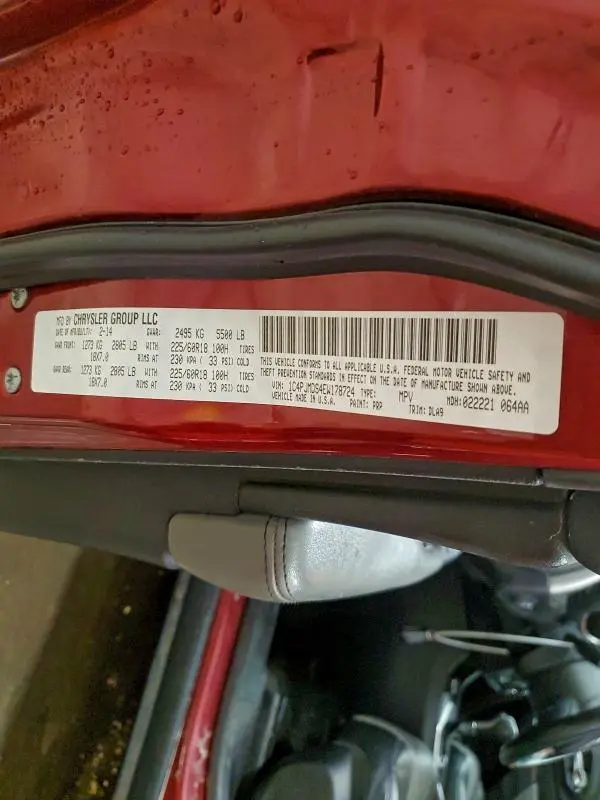 MFD BY CHRYSLER GROUP LLC
DATE OF MFR/BUILT: 2-14 GVWR: 2495 KG 5500 LB
GAWR FRONT: 1273 KG 2805 LB WITH 225/60R18 100H TIRES
18X7.0 RIMS AT 230 KPA ( 33 PSI) COLD
GAWR REAR: 1273 KG 2805 LB WITH 225/60R18 100H TIRES
18X7.0 RIMS AT 230 KPA ( 33 PSI) COLD
THIS VEHICLE CONFORMS TO ALL APPLICABLE U.S.A. FEDERAL MOTOR VEHICLE SAFETY AND
THEFT PREVENTION STANDARDS IN EFFECT ON THE DATE OF MANUFACTURE SHOWN ABOVE.
VIN: 1C4PJMDS4EW178724 TYPE: MPV MDH: 022221 064AA
VEHICLE MADE IN U.S.A. PAINT: PRP TRIM: DLA9